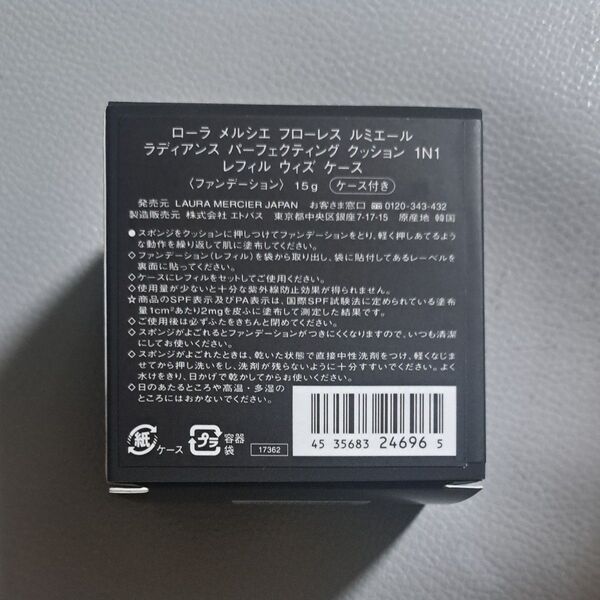 ローラ メルシエ フローレス ルミエール
ラディアンス パーフェクティング クッション 1N1
レフィル ウィズ ケース
〈ファンデーション〉 15g ケース付き
発売元 LAURA MERCIER JAPAN お客さま窓口 0120-343-432
製造販売元 株式会社 エトバス 東京都中央区銀座7-17-15 原産地 韓国
●スポンジをクッションに押しつけてファンデーションをとり、軽く押しあてるよう
な動作を繰り返して肌に塗布してください。
◇ファンデーション(レフィル)を袋から取り出し、袋に貼付してあるレーベルを
裏面に貼ってください。
◇ケースにレフィルをセットしてご使用ください。
◇使用量が少ないと十分な紫外線防止効果が得られません。
☆商品のSPF表示及びPA表示は、国際SPF試験法に定められている塗布
量1cm²あたり2mgを皮ふに塗布して測定した結果です。
◇ご使用後は必ずふたをきちんと閉めてください。
◇スポンジがよごれるとファンデーションがつきにくくなりますので、いつも清潔
にしてお使いください。
◇スポンジがよごれたときは、乾いた状態で直接中性洗剤をつけ、軽くなじま
せてから押し洗いをし、洗剤が残らないように十分すすいでください。よく
水けをきり、日かげで乾かしてからお使いください。
◇日のあたるところや高温・多湿の
ところにはおかないでください。
紙 ケース プラ 容器
袋
17362
45 35683 24696 5